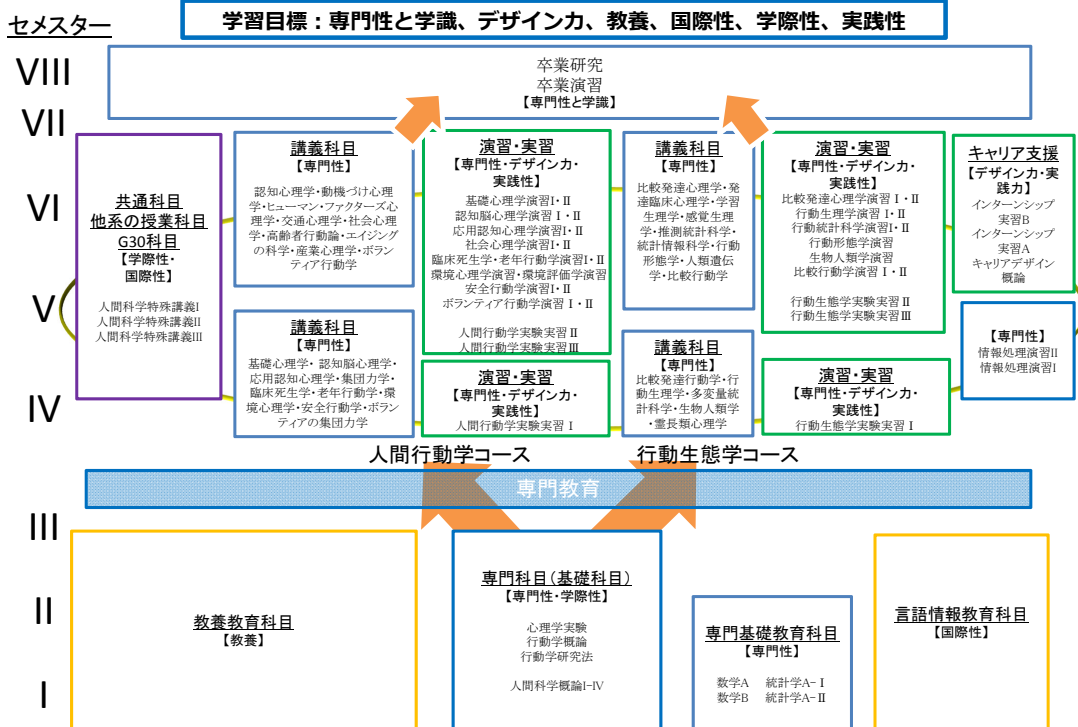 セメスター
学習目標：専門性と学識、デザイン力、教養、国際性、学際性、実践性
VIII
卒業研究
卒業演習
【専門性と学識】
VII
共通科目
他系の授業科目
G30科目
【学際性・
国際性】
人間科学特殊講義I
人間科学特殊講義II
人間科学特殊講義III
講義科目
【専門性】
認知心理学・動機づけ心理
学・ヒューマン・ファクターズ心
理学・交通心理学・社会心理
学・高齢者行動論・エイジング
の科学・産業心理学・ボラン
ティア行動学
演習・実習
【専門性・デザイン力・
実践性】
基礎心理学演習Ⅰ・Ⅱ
認知脳心理学演習 Ⅰ・Ⅱ
応用認知心理学演習Ⅰ・Ⅱ
社会心理学演習Ⅰ・Ⅱ
臨床死生学・老年行動学演習Ⅰ・Ⅱ
環境心理学演習・環境評価学演習
安全行動学演習Ⅰ・Ⅱ
ボランティア行動学演習 Ⅰ・Ⅱ
人間行動学実験実習Ⅱ
人間行動学実験実習Ⅲ
講義科目
【専門性】
比較発達心理学・発
達臨床心理学・学習
生理学・感覚生理
学・推測統計科学・
統計情報科学・行動
形態学・人類遺伝
学・比較行動学
演習・実習
【専門性・デザイン力・
実践性】
比較発達心理学演習 Ⅰ・Ⅱ
行動生理学演習 Ⅰ・Ⅱ
行動統計科学演習Ⅰ・Ⅱ
行動形態学演習
生物人類学演習
比較行動学演習 Ⅰ・Ⅱ
行動生態学実験実習Ⅱ
行動生態学実験実習Ⅲ
キャリア支援
【デザイン力・実
践力】
インターンシップ
実習B
インターンシップ
実習A
キャリアデザイン
概論
VI
V
【専門性】
情報処理演習II
情報処理演習I
IV
講義科目
【専門性】
基礎心理学・ 認知脳心理学・
応用認知心理学・集団力学・
臨床死生学・老年行動学・環
境心理学・安全行動学・ボラン
ティアの集団力学
演習・実習
【専門性・デザイン力・
実践性】
人間行動学実験実習Ⅰ
講義科目
【専門性】
比較発達行動学・行
動生理学・多変量統
計科学・生物人類学
・霊長類心理学
演習・実習
【専門性・デザイン力・
実践性】
行動生態学実験実習Ⅰ
人間行動学コース
行動生態学コース
専門教育
III
II
I
教養教育科目
【教養】
専門科目（基礎科目）
【専門性・学際性】
心理学実験
行動学概論
行動学研究法
人間科学概論I-IV
専門基礎教育科目
【専門性】
数学A 統計学A-Ⅰ
数学B 統計学A-Ⅱ
言語情報教育科目
【国際性】